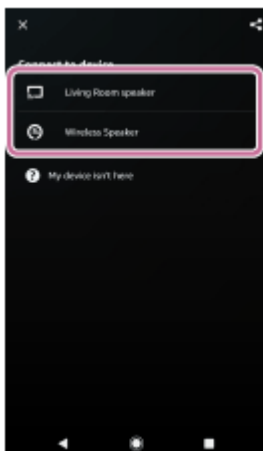 Connect to device
Living Room speaker
Wireless Speaker
My device isn't here